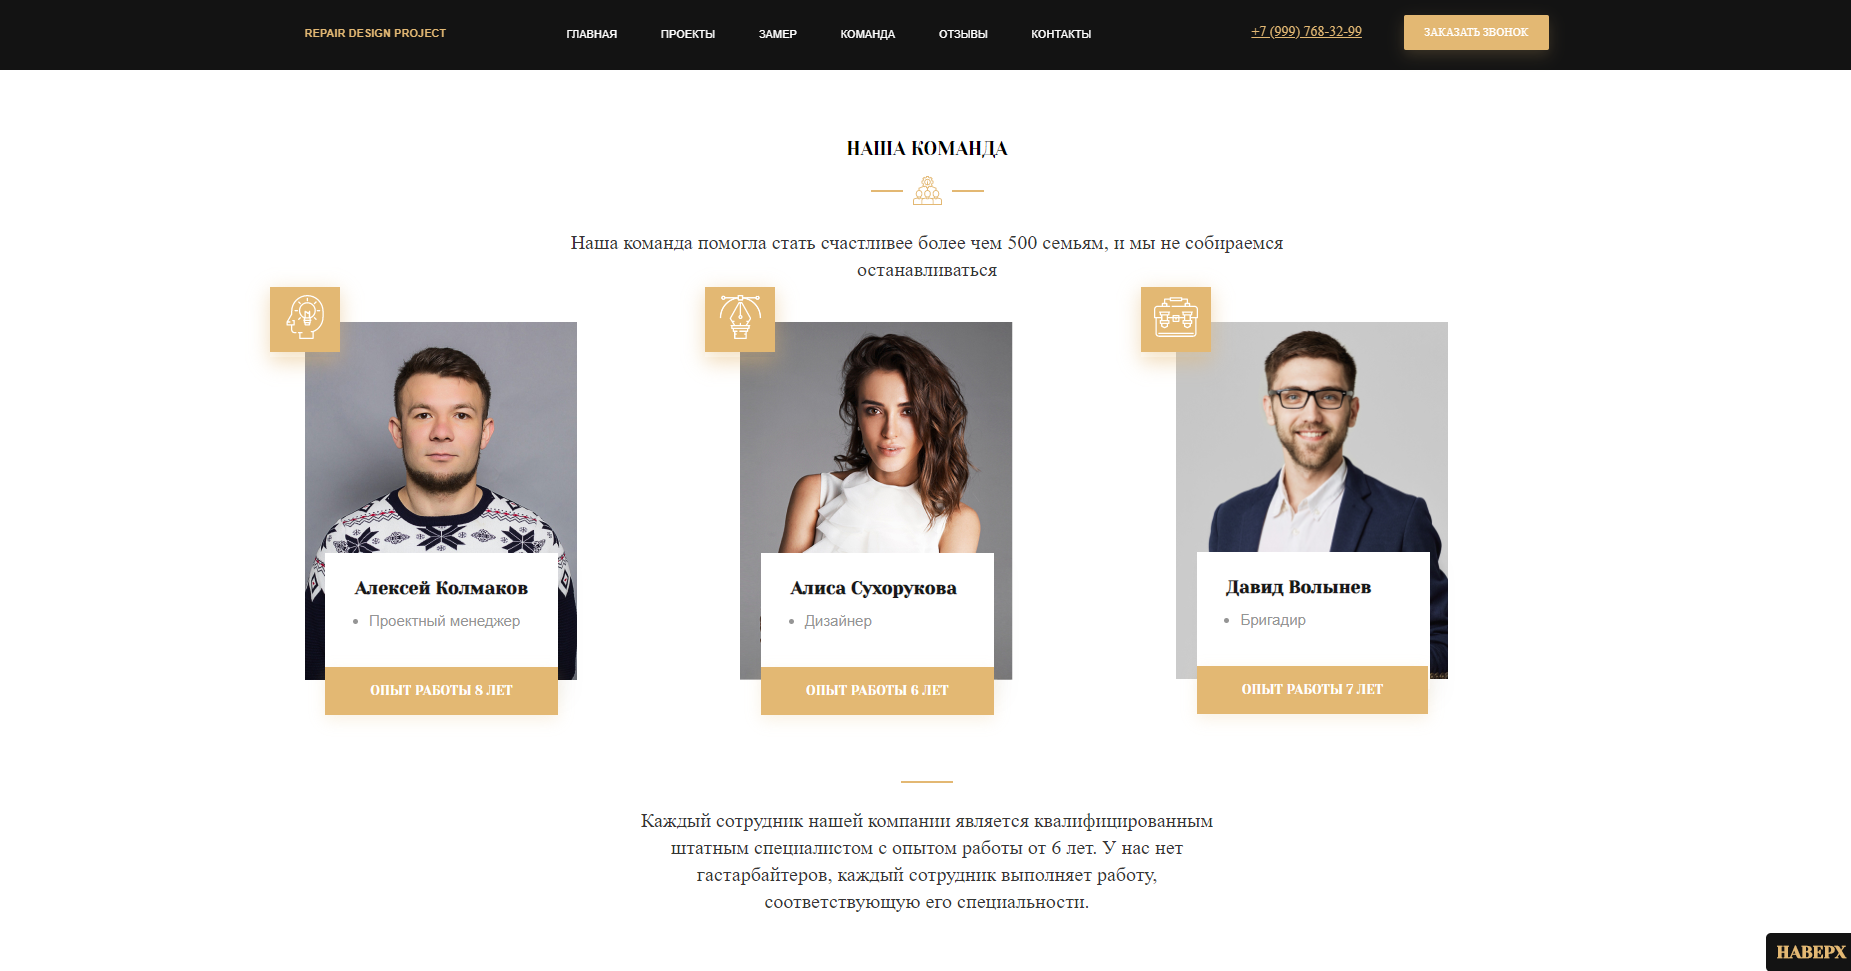 REPAIR DESIGN PROJECT
ГЛАВНАЯ
ПРОЕКТЫ
ЗАМЕР
КОМАНДА
ОТЗЫВЫ
КОНТАКТЫ
+7 (999) 768-32-99
ЗАКАЗАТЬ ЗВОНОК
НАША КОМАНДА
Наша команда помогла стать счастливее более чем 500 семьям, и мы не собираемся
останавливаться
Алексей Колмаков
• Проектный менеджер
ОПЫТ РАБОТЫ 8 ЛЕТ
Алиса Сухорукова
• Дизайнер
ОПЫТ РАБОТЫ 6 ЛЕТ
Давид Волынев
• Бригадир
ОПЫТ РАБОТЫ 7 ЛЕТ
Каждый сотрудник нашей компании является квалифицированным
штатным специалистом с опытом работы от 6 лет. У нас нет
гастарбайтеров, каждый сотрудник выполняет работу,
соответствующую его специальности.
НАВЕРХ